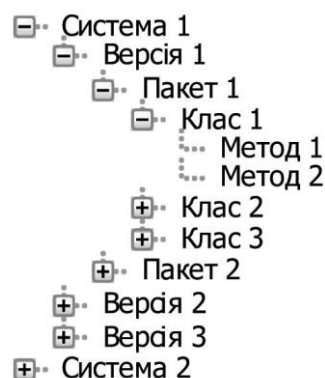 Система 1
Версія 1
Пакет 1
Клас 1
Метод 1
Метод 2
Клас 2
Клас 3
Пакет 2
Версія 2
Версія 3
Система 2